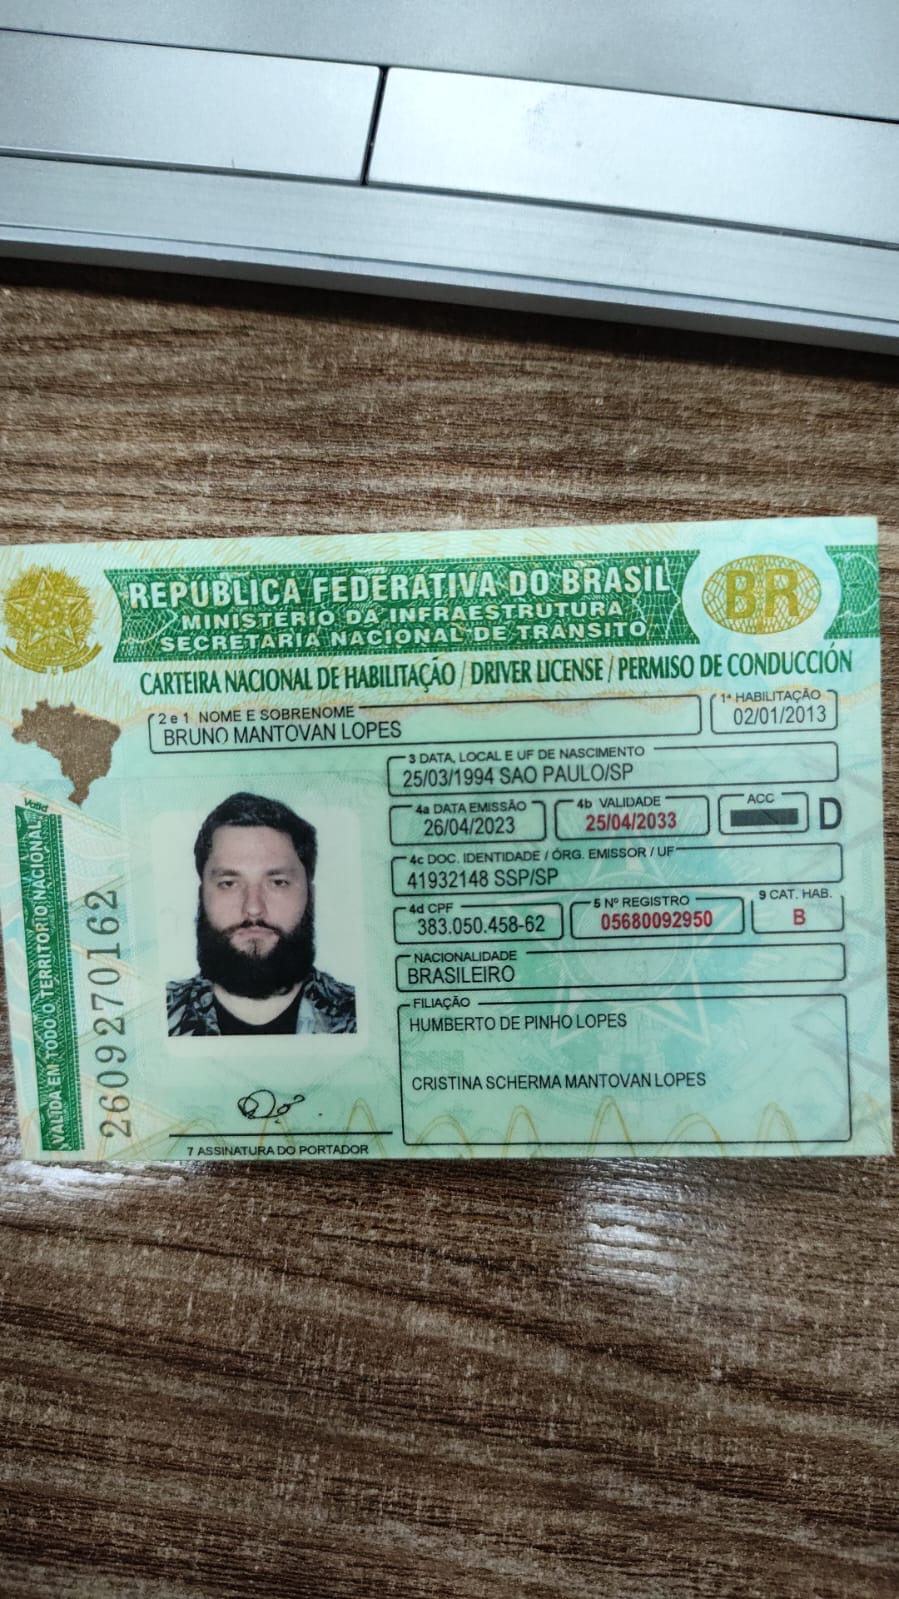 REPÚBLICA FEDERATIVA DO BRASIL
MINISTÉRIO DA INFRAESTRUTURA
SECRETARIA NACIONAL DE TRÂNSITO
BR
CARTEIRA NACIONAL DE HABILITAÇÃO / DRIVER LICENSE / PERMISO DE CONDUCCIÓN
2 e 1 NOME E SOBRENOME
BRUNO MANTOVAN LOPES
1ª HABILITAÇÃO
02/01/2013
3 DATA, LOCAL E UF DE NASCIMENTO
25/03/1994 SAO PAULO/SP
4a DATA EMISSÃO
26/04/2023
4b VALIDADE
25/04/2033
ACC
D
4c DOC. IDENTIDADE / ÓRG. EMISSOR / UF
41932148 SSP/SP
4d CPF
383.050.458-62
5 Nº REGISTRO
05680092950
9 CAT. HAB.
B
NACIONALIDADE
BRASILEIRO
FILIAÇÃO
HUMBERTO DE PINHO LOPES
CRISTINA SCHERMA MANTOVAN LOPES
7 ASSINATURA DO PORTADOR
Valid
VÁLIDA EM TODO O TERRITÓRIO NACIONAL
2609270162